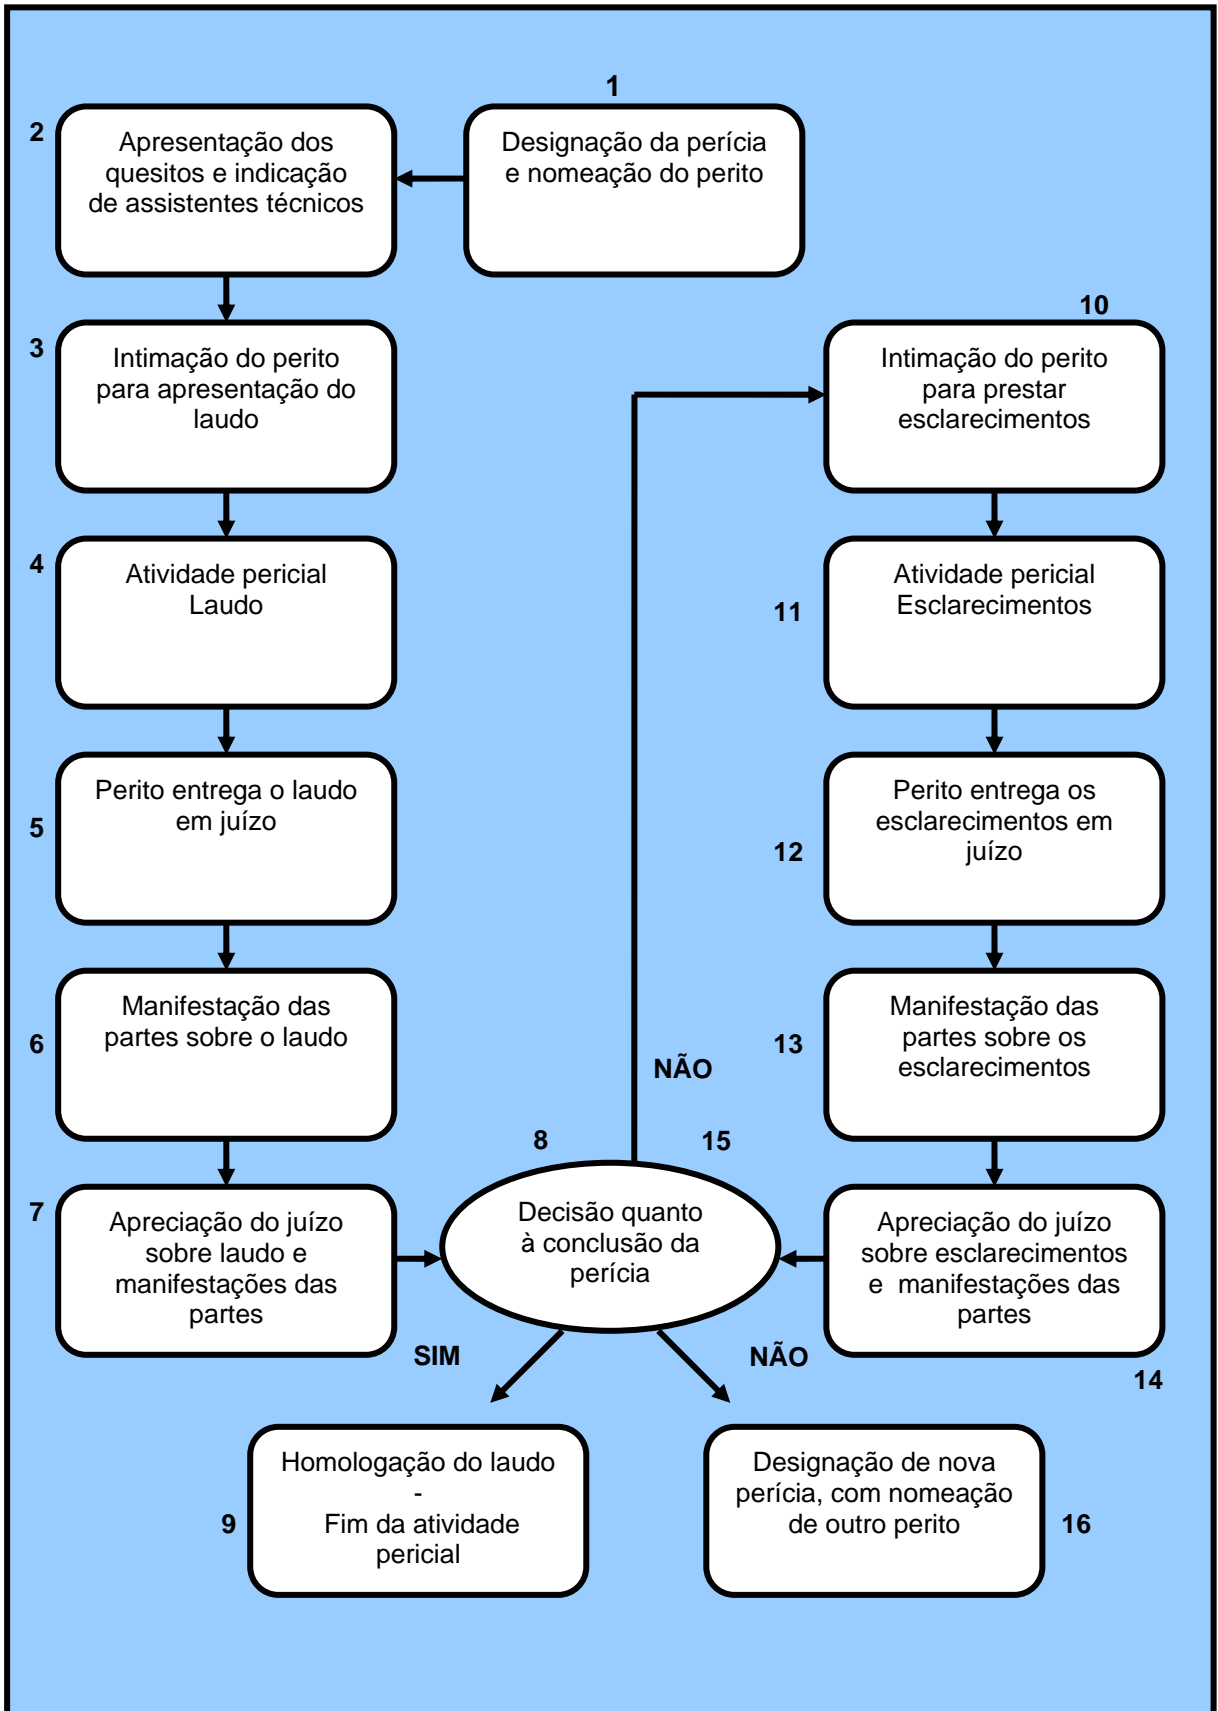 1
Designação da perícia
e nomeação do perito
2
Apresentação dos
quesitos e indicação
de assistentes técnicos
3
Intimação do perito
para apresentação do
laudo
4
Atividade pericial
Laudo
5
Perito entrega o laudo
em juízo
6
Manifestação das
partes sobre o laudo
7
Apreciação do juízo
sobre laudo e
manifestações das
partes
8
15
Decisão quanto
à conclusão da
perícia
SIM
NÃO
NÃO
9
Homologação do laudo
-
Fim da atividade
pericial
10
Intimação do perito
para prestar
esclarecimentos
11
Atividade pericial
Esclarecimentos
12
Perito entrega os
esclarecimentos em
juízo
13
Manifestação das
partes sobre os
esclarecimentos
Apreciação do juízo
sobre esclarecimentos
e manifestações das
partes
14
Designação de nova
perícia, com nomeação
de outro perito
16